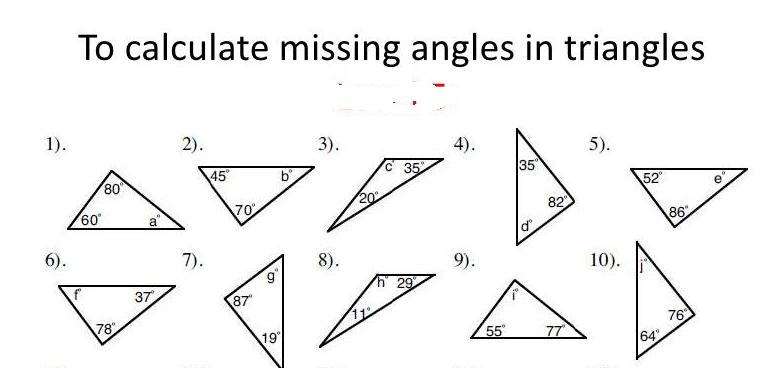 To calculate missing angles in triangles
1). 2). 3). 4). 5).
80° 60° a°
45° b° 70°
c° 35° 20°
35° 82° d°
52° e° 86°
6). 7). 8). 9). 10).
f° 37° 78°
g° 87° 19°
h° 29° 11°
i° 55° 77°
j° 76° 64°